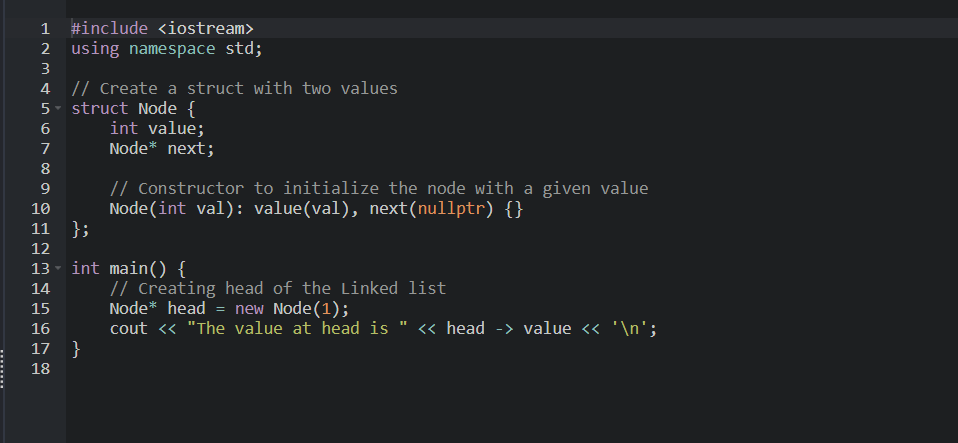 1 #include <iostream>
2 using namespace std;
3
4 // Create a struct with two values
5 struct Node {
6     int value;
7     Node* next;
8
9     // Constructor to initialize the node with a given value
10     Node(int val): value(val), next(nullptr) {}
11 };
12
13 int main() {
14     // Creating head of the Linked list
15     Node* head = new Node(1);
16     cout << "The value at head is " << head -> value << '\n';
17 }
18